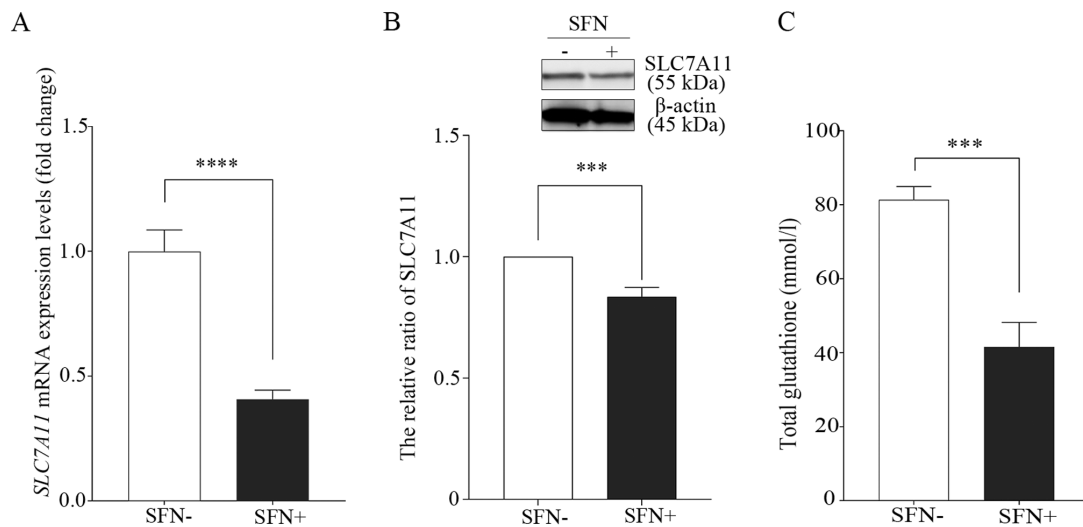 A
SLC7A11 mRNA expression levels (fold change)
1.5
1.0
0.5
0.0
****
SFN-
SFN+
B
SFN
- +
SLC7A11
(55 kDa)
β-actin
(45 kDa)
The relative ratio of SLC7A11
1.5
1.0
0.5
0
***
SFN-
SFN+
C
Total glutathione (mmol/l)
100
80
60
40
20
0
***
SFN-
SFN+